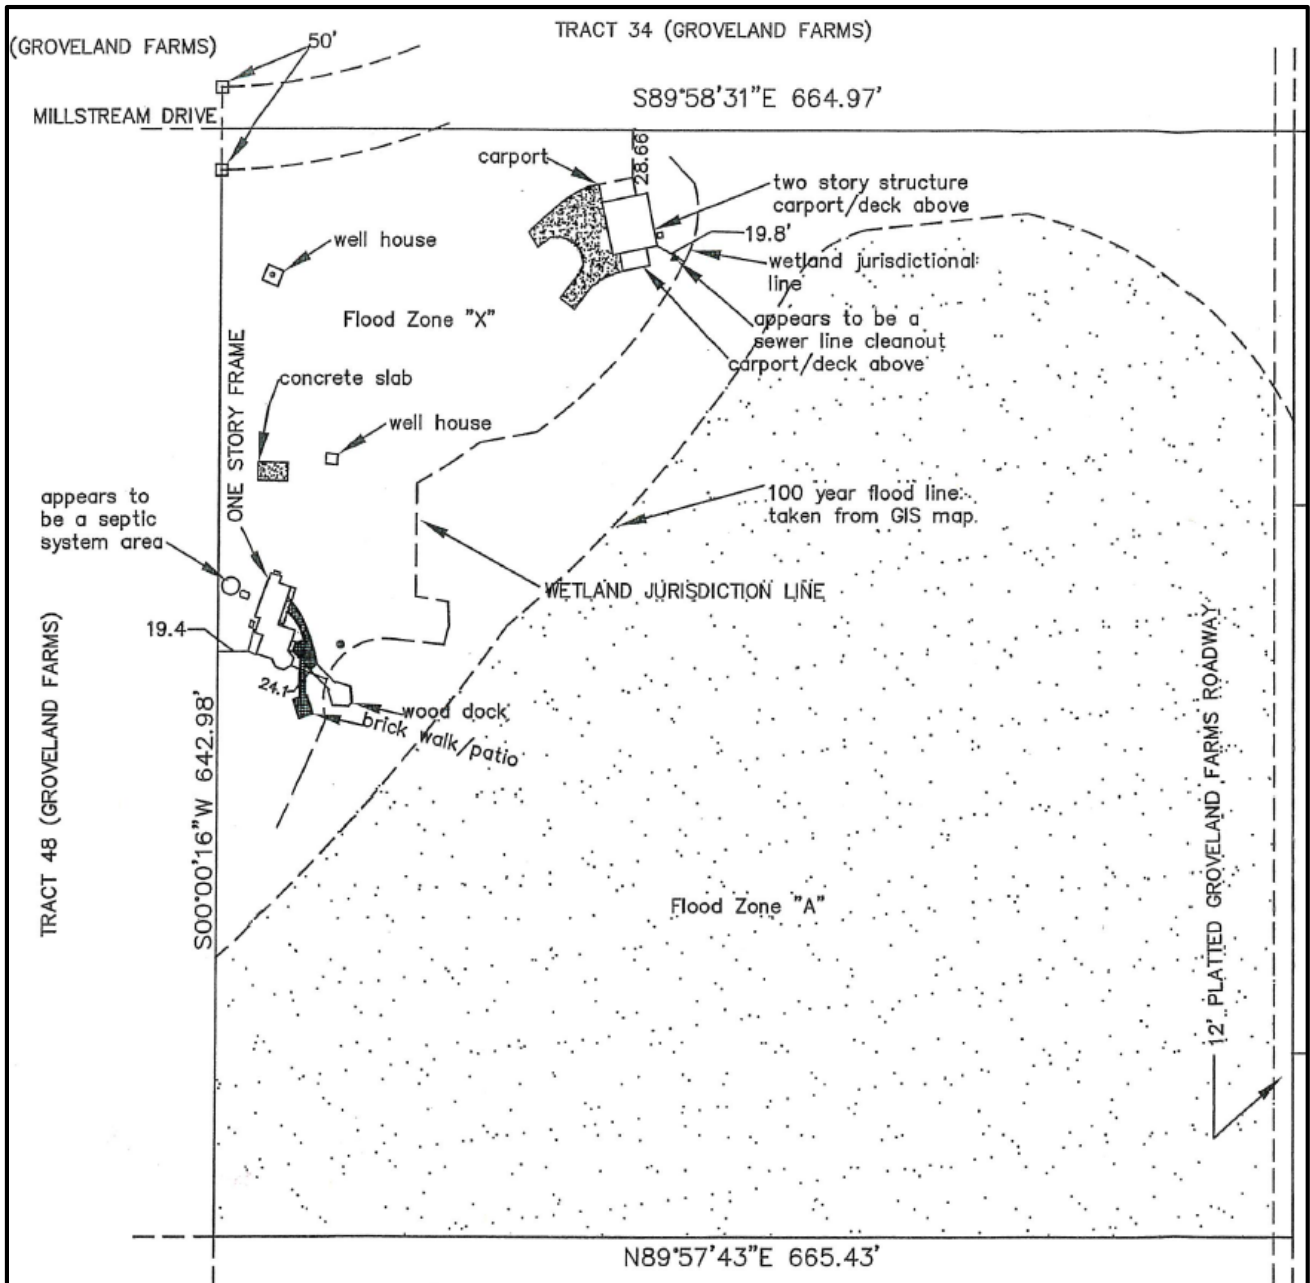 TRACT 34 (GROVELAND FARMS)
(GROVELAND FARMS)
50'
S89°58'31"E 664.97'
MILLSTREAM DRIVE
carport
28.66
two story structure
carport/deck above
19.8'
well house
wetland jurisdictional
line
Flood Zone "X"
appears to be a
sewer line cleanout
carport/deck above
ONE STORY FRAME
concrete slab
well house
appears to
be a septic
system area
100 year flood line
taken from GIS map.
WETLAND JURISDICTION LINE
19.4
24.1
wood dock
brick walk/patio
TRACT 48 (GROVELAND FARMS)
S00°00'16"W 642.98'
Flood Zone "A"
12' PLATTED GROVELAND FARMS ROADWAY
N89°57'43"E 665.43'